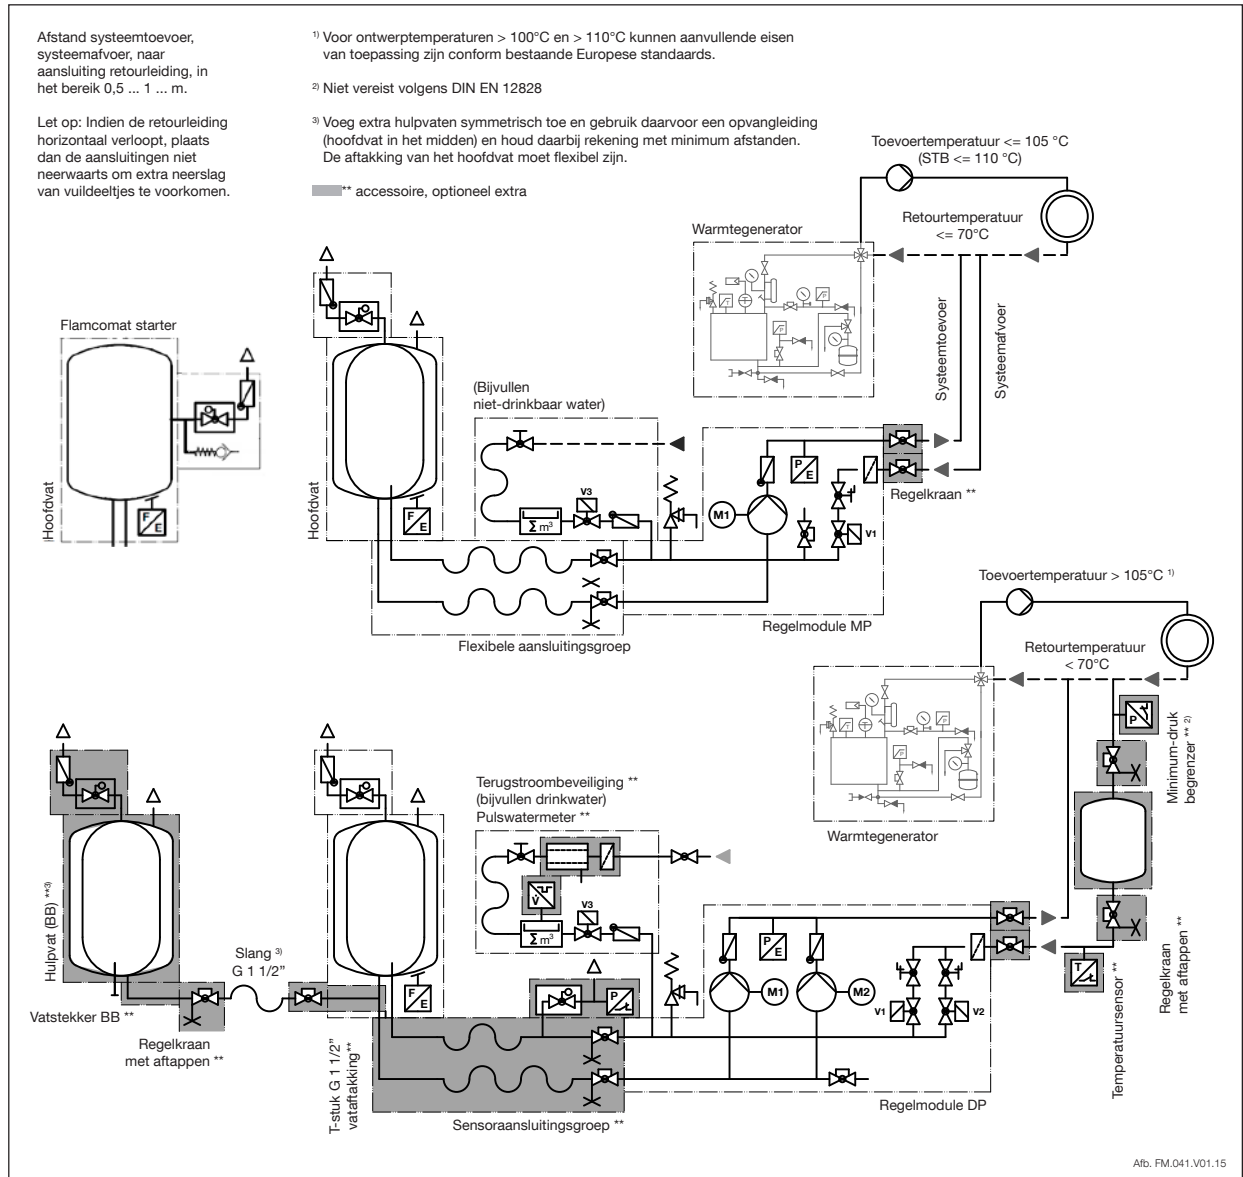 Afstand systeemtoevoer,
systeemafvoer, naar
aansluiting retourleiding, in
het bereik 0,5 ... 1 ... m.
Let op: Indien de retourleiding
horizontaal verloopt, plaats
dan de aansluitingen niet
neerwaarts om extra neerslag
van vuildeeltjes te voorkomen.
1) Voor ontwerptemperaturen > 100°C en > 110°C kunnen aanvullende eisen
van toepassing zijn conform bestaande Europese standaards.
2) Niet vereist volgens DIN EN 12828
3) Voeg extra hulpvaten symmetrisch toe en gebruik daarvoor een opvangleiding
(hoofdvat in het midden) en houd daarbij rekening met minimum afstanden.
De aftakking van het hoofdvat moet flexibel zijn.
** accessoire, optioneel extra
Toevoertemperatuur <= 105 °C
(STB <= 110 °C)
Retourtemperatuur
<= 70°C
Warmtegenerator
Systeemtoevoer
Systeemafvoer
Flamcomat starter
Hoofdvat
F
E
Hoofdvat
F
E
(Bijvullen
niet-drinkbaar water)
V3
Σ m³
M1
P
E
V1
Regelkraan **
Regelmodule MP
Flexibele aansluitingsgroep
Toevoertemperatuur > 105°C 1)
Retourtemperatuur
< 70°C
Warmtegenerator
P
Minimum-druk
begrenzer ** 2)
Regelkraan
met aftappen **
T
Temperatuursensor **
Hulpvat (BB) **3)
Vatstekker BB **
Slang 3)
G 1 1/2”
Regelkraan
met aftappen **
F
E
T-stuk G 1 1/2”
vataftakking**
Terugstroombeveiliging **
(bijvullen drinkwater)
Pulswatermeter **
V
V3
Σ m³
P
Sensoraansluitingsgroep **
P
E
M1
M2
V1
V2
Regelmodule DP
Afb. FM.041.V01.15